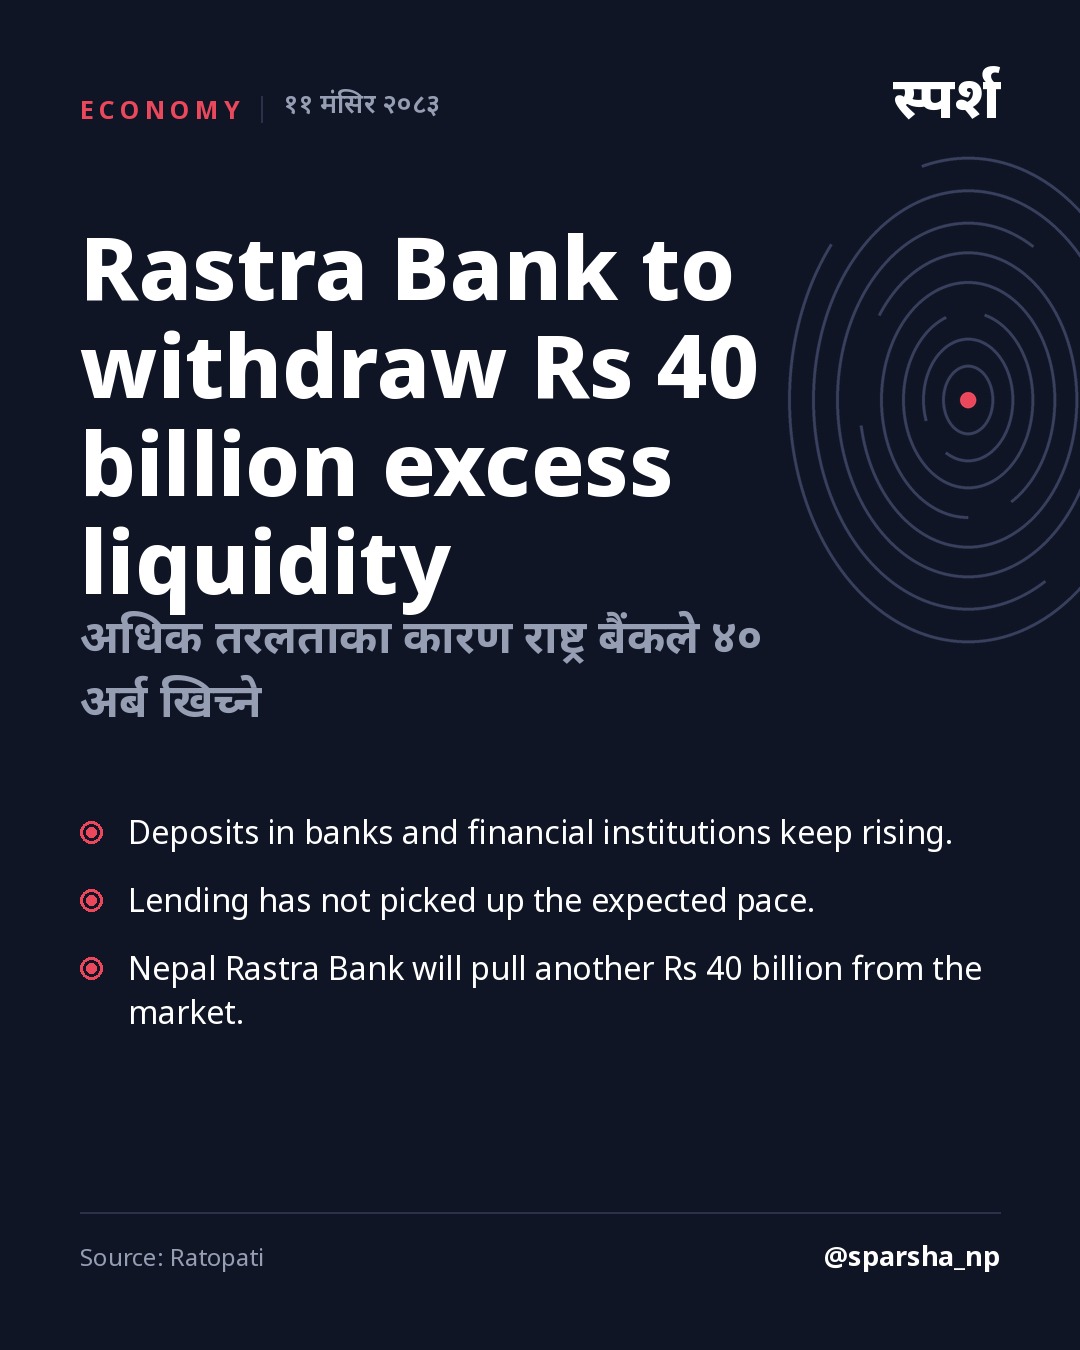 ECONOMY | ११ मंसिर २०८३
स्पर्श
Rastra Bank to
withdraw Rs 40
billion excess
liquidity
अधिक तरलताका कारण राष्ट्र बैंकले ४०
अर्ब खिच्ने
Deposits in banks and financial institutions keep rising.
Lending has not picked up the expected pace.
Nepal Rastra Bank will pull another Rs 40 billion from the
market.
Source: Ratopati
@sparsha_np